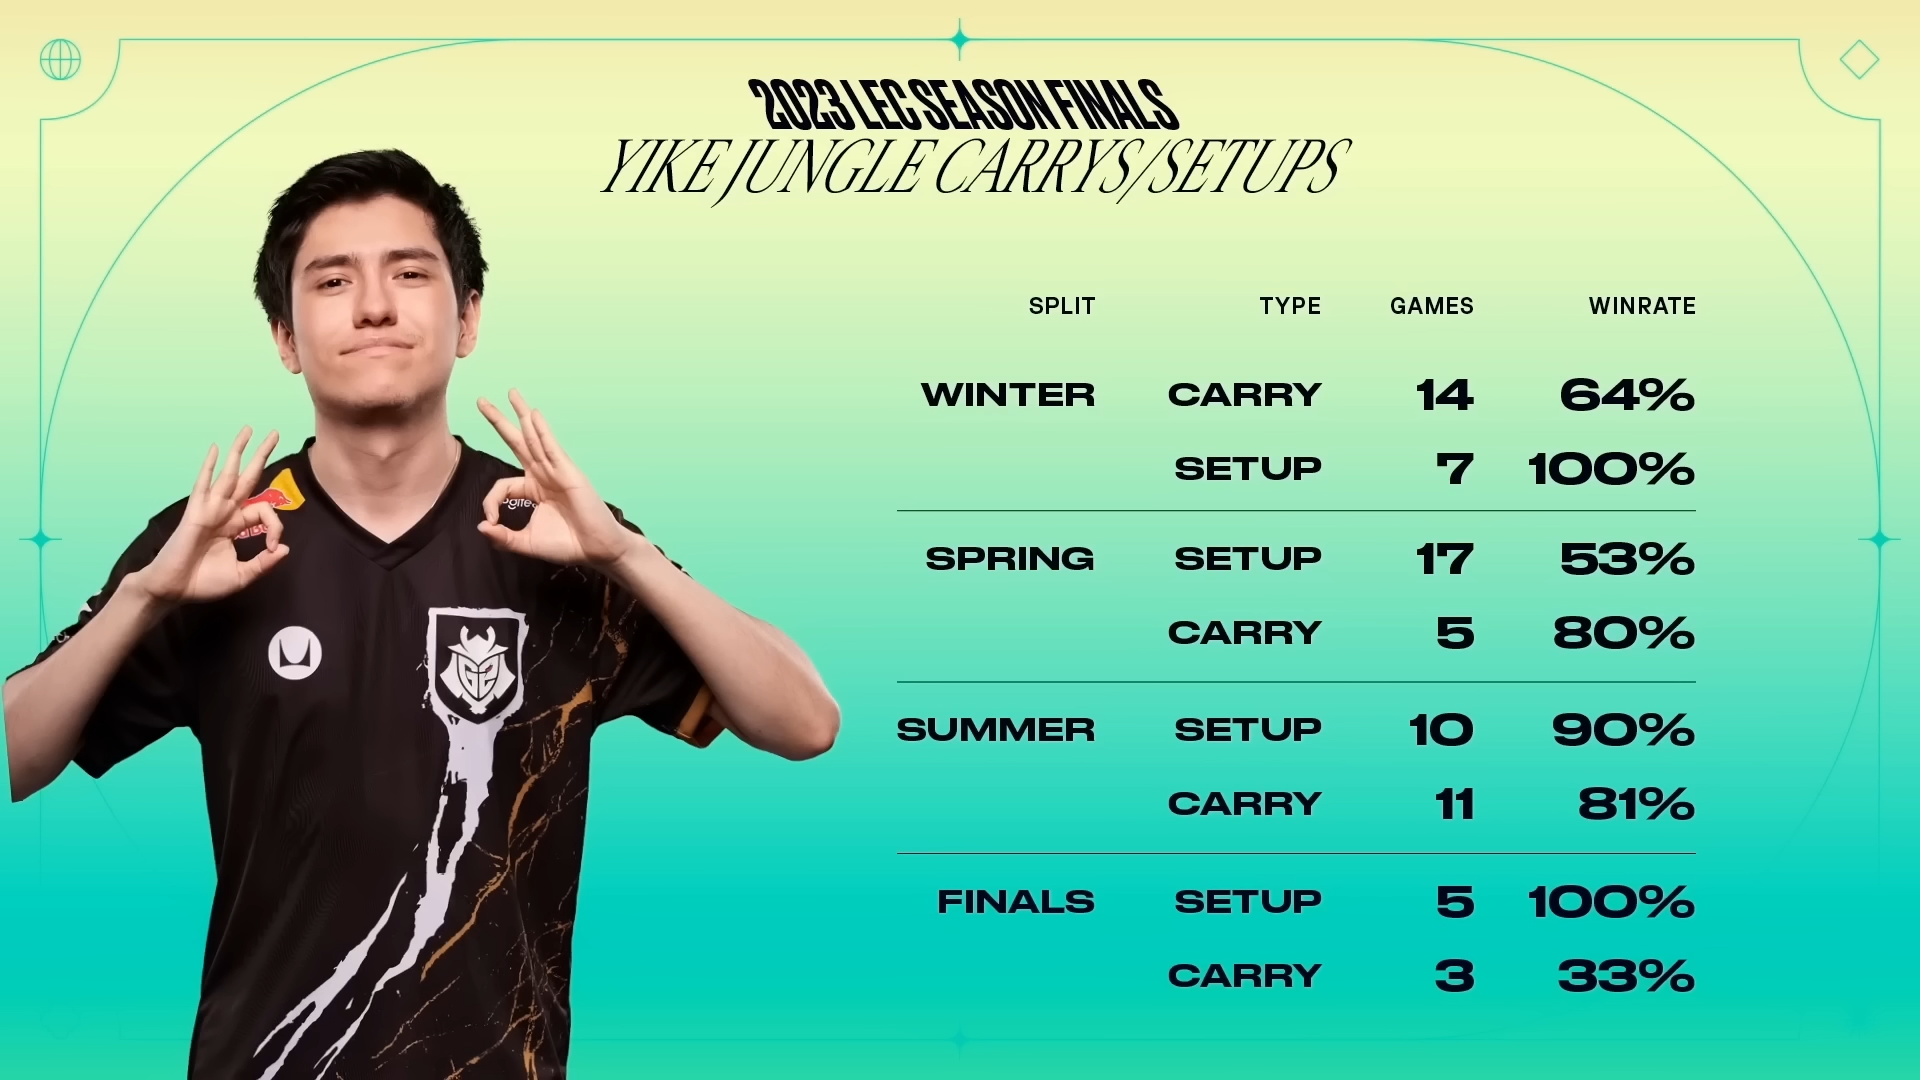 2023 LEC SEASON FINALS
YIKE JUNGLE CARRYS/SETUPS
SPLIT TYPE GAMES WINRATE
WINTER CARRY 14 64%
SETUP 7 100%
SPRING SETUP 17 53%
CARRY 5 80%
SUMMER SETUP 10 90%
CARRY 11 81%
FINALS SETUP 5 100%
CARRY 3 33%
G2